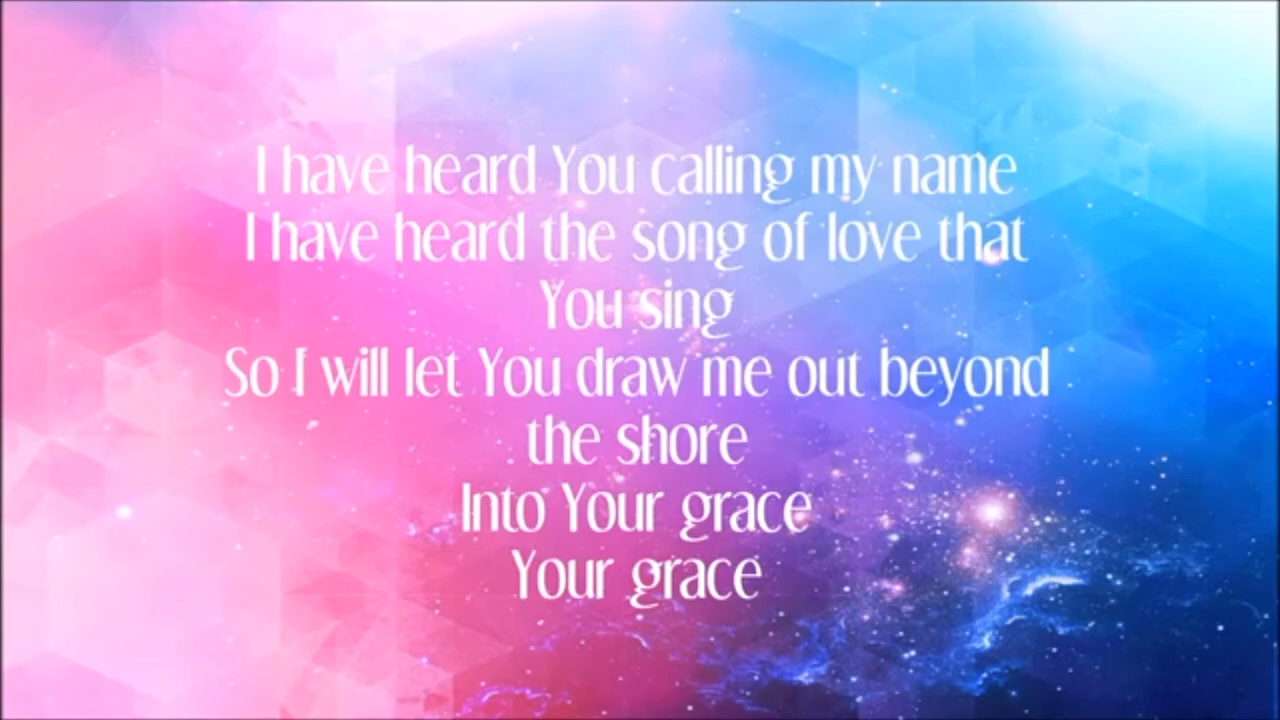 I have heard You calling my name
I have heard the song of love that
You sing
So I will let You draw me out beyond
the shore
Into Your grace
Your grace